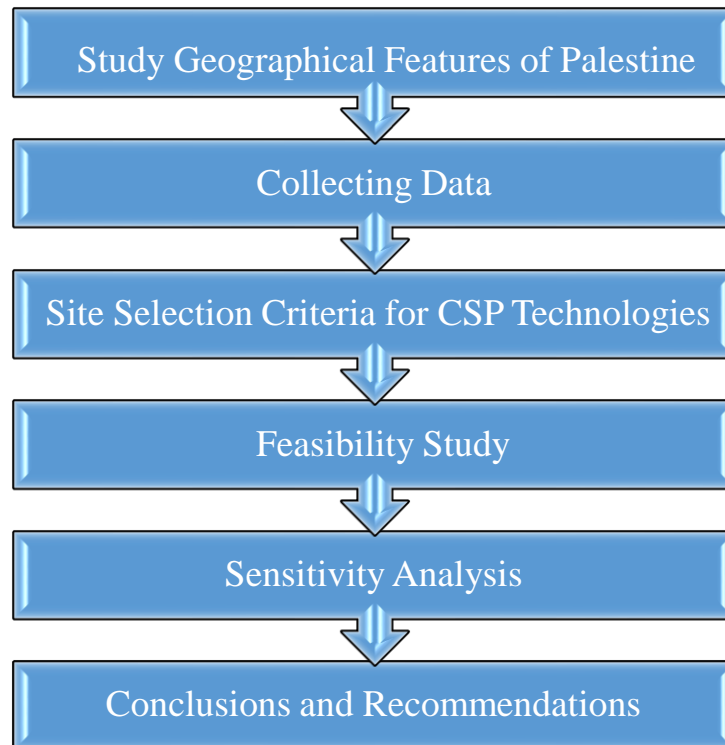 Study Geographical Features of Palestine
Collecting Data
Site Selection Criteria for CSP Technologies
Feasibility Study
Sensitivity Analysis
Conclusions and Recommendations